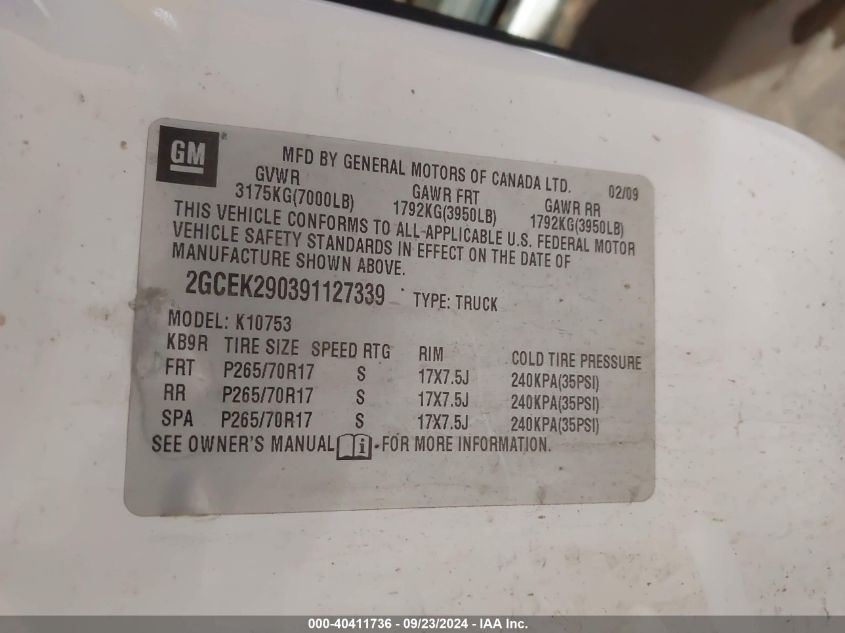 GM
MFD BY GENERAL MOTORS OF CANADA LTD. 02/09
GVWR GAWR FRT GAWR RR
3175KG(7000LB) 1792KG(3950LB) 1792KG(3950LB)
THIS VEHICLE CONFORMS TO ALL APPLICABLE U.S. FEDERAL MOTOR
VEHICLE SAFETY STANDARDS IN EFFECT ON THE DATE OF
MANUFACTURE SHOWN ABOVE.
2GCEK290391127339 TYPE: TRUCK
MODEL: K10753
KB9R TIRE SIZE SPEED RTG RIM COLD TIRE PRESSURE
FRT P265/70R17 S 17X7.5J 240KPA(35PSI)
RR P265/70R17 S 17X7.5J 240KPA(35PSI)
SPA P265/70R17 S 17X7.5J 240KPA(35PSI)
SEE OWNER'S MANUAL i FOR MORE INFORMATION.
000-40411736 - 09/23/2024 - IAA Inc.